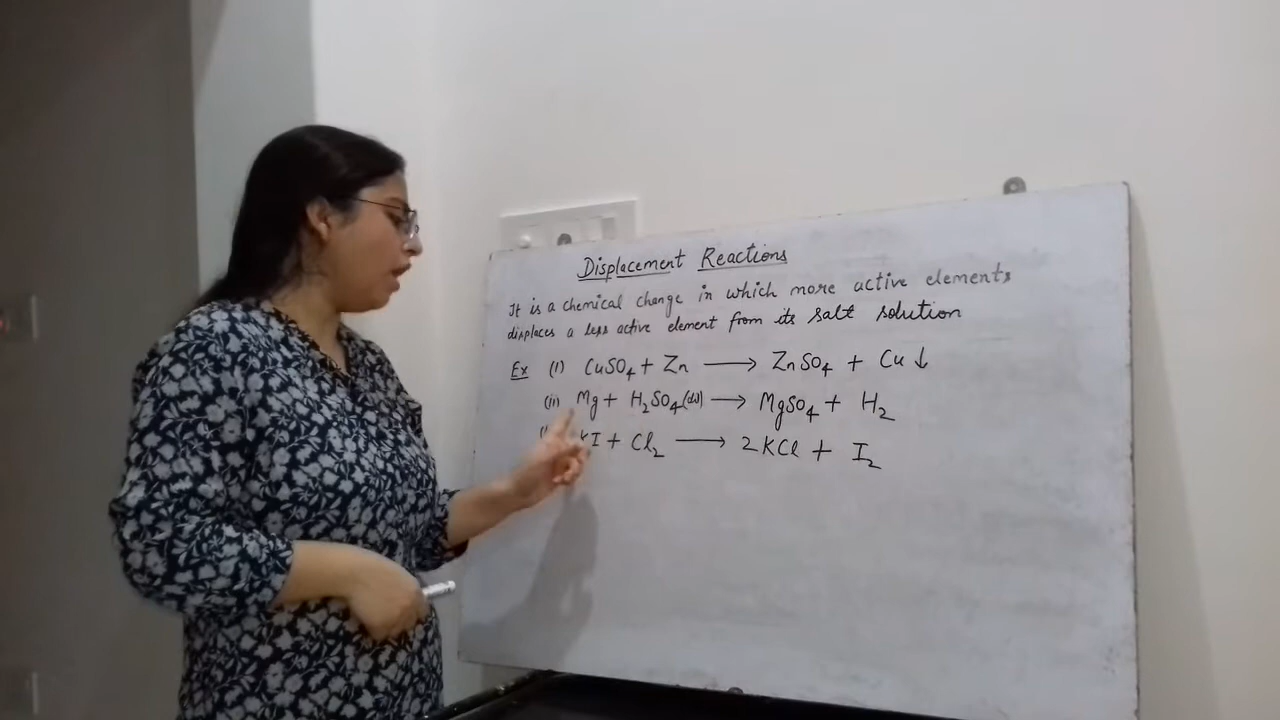 Displacement Reactions
It is a chemical change in which more active elements
displaces a less active element from its salt solution
Ex (i) CuSO₄ + Zn ⟶ ZnSO₄ + Cu ↓
(ii) Mg + H₂SO₄ (dil) ⟶ MgSO₄ + H₂
KI + Cl₂ ⟶ 2KCl + I₂